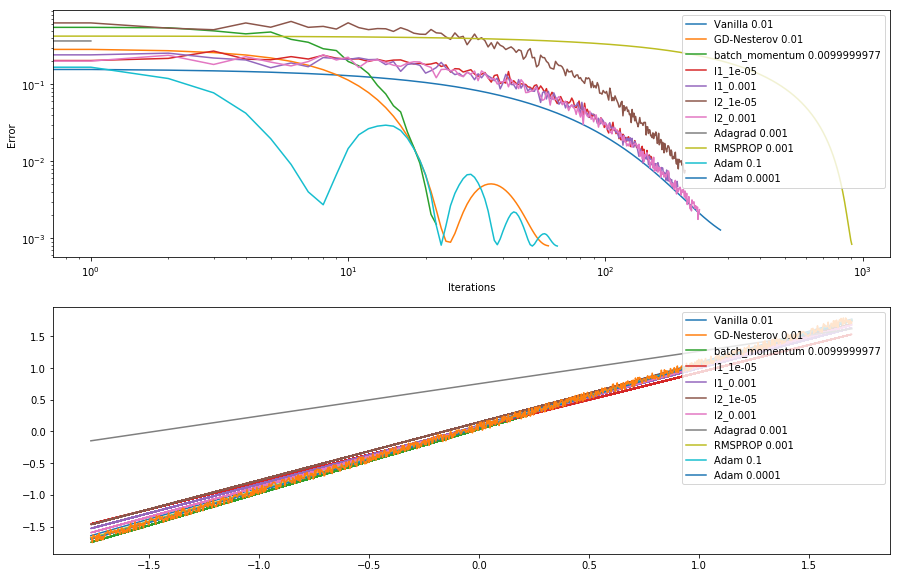 Error
10⁻¹
10⁻²
10⁻³
10⁰
10¹
10²
10³
Iterations
Vanilla 0.01
GD-Nesterov 0.01
batch_momentum 0.0099999977
l1_1e-05
l1_0.001
l2_1e-05
l2_0.001
Adagrad 0.001
RMSPROP 0.001
Adam 0.1
Adam 0.0001
1.5
1.0
0.5
0.0
−0.5
−1.0
−1.5
−1.5
−1.0
−0.5
0.0
0.5
1.0
1.5
Vanilla 0.01
GD-Nesterov 0.01
batch_momentum 0.0099999977
l1_1e-05
l1_0.001
l2_1e-05
l2_0.001
Adagrad 0.001
RMSPROP 0.001
Adam 0.1
Adam 0.0001